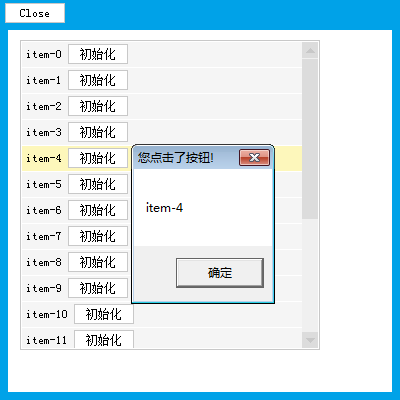 Close
item-0 初始化
item-1 初始化
item-2 初始化
item-3 初始化
item-4 初始化
您点击了按钮!
item-4
确定
item-5 初始化
item-6 初始化
item-7 初始化
item-8 初始化
item-9 初始化
item-10 初始化
item-11 初始化